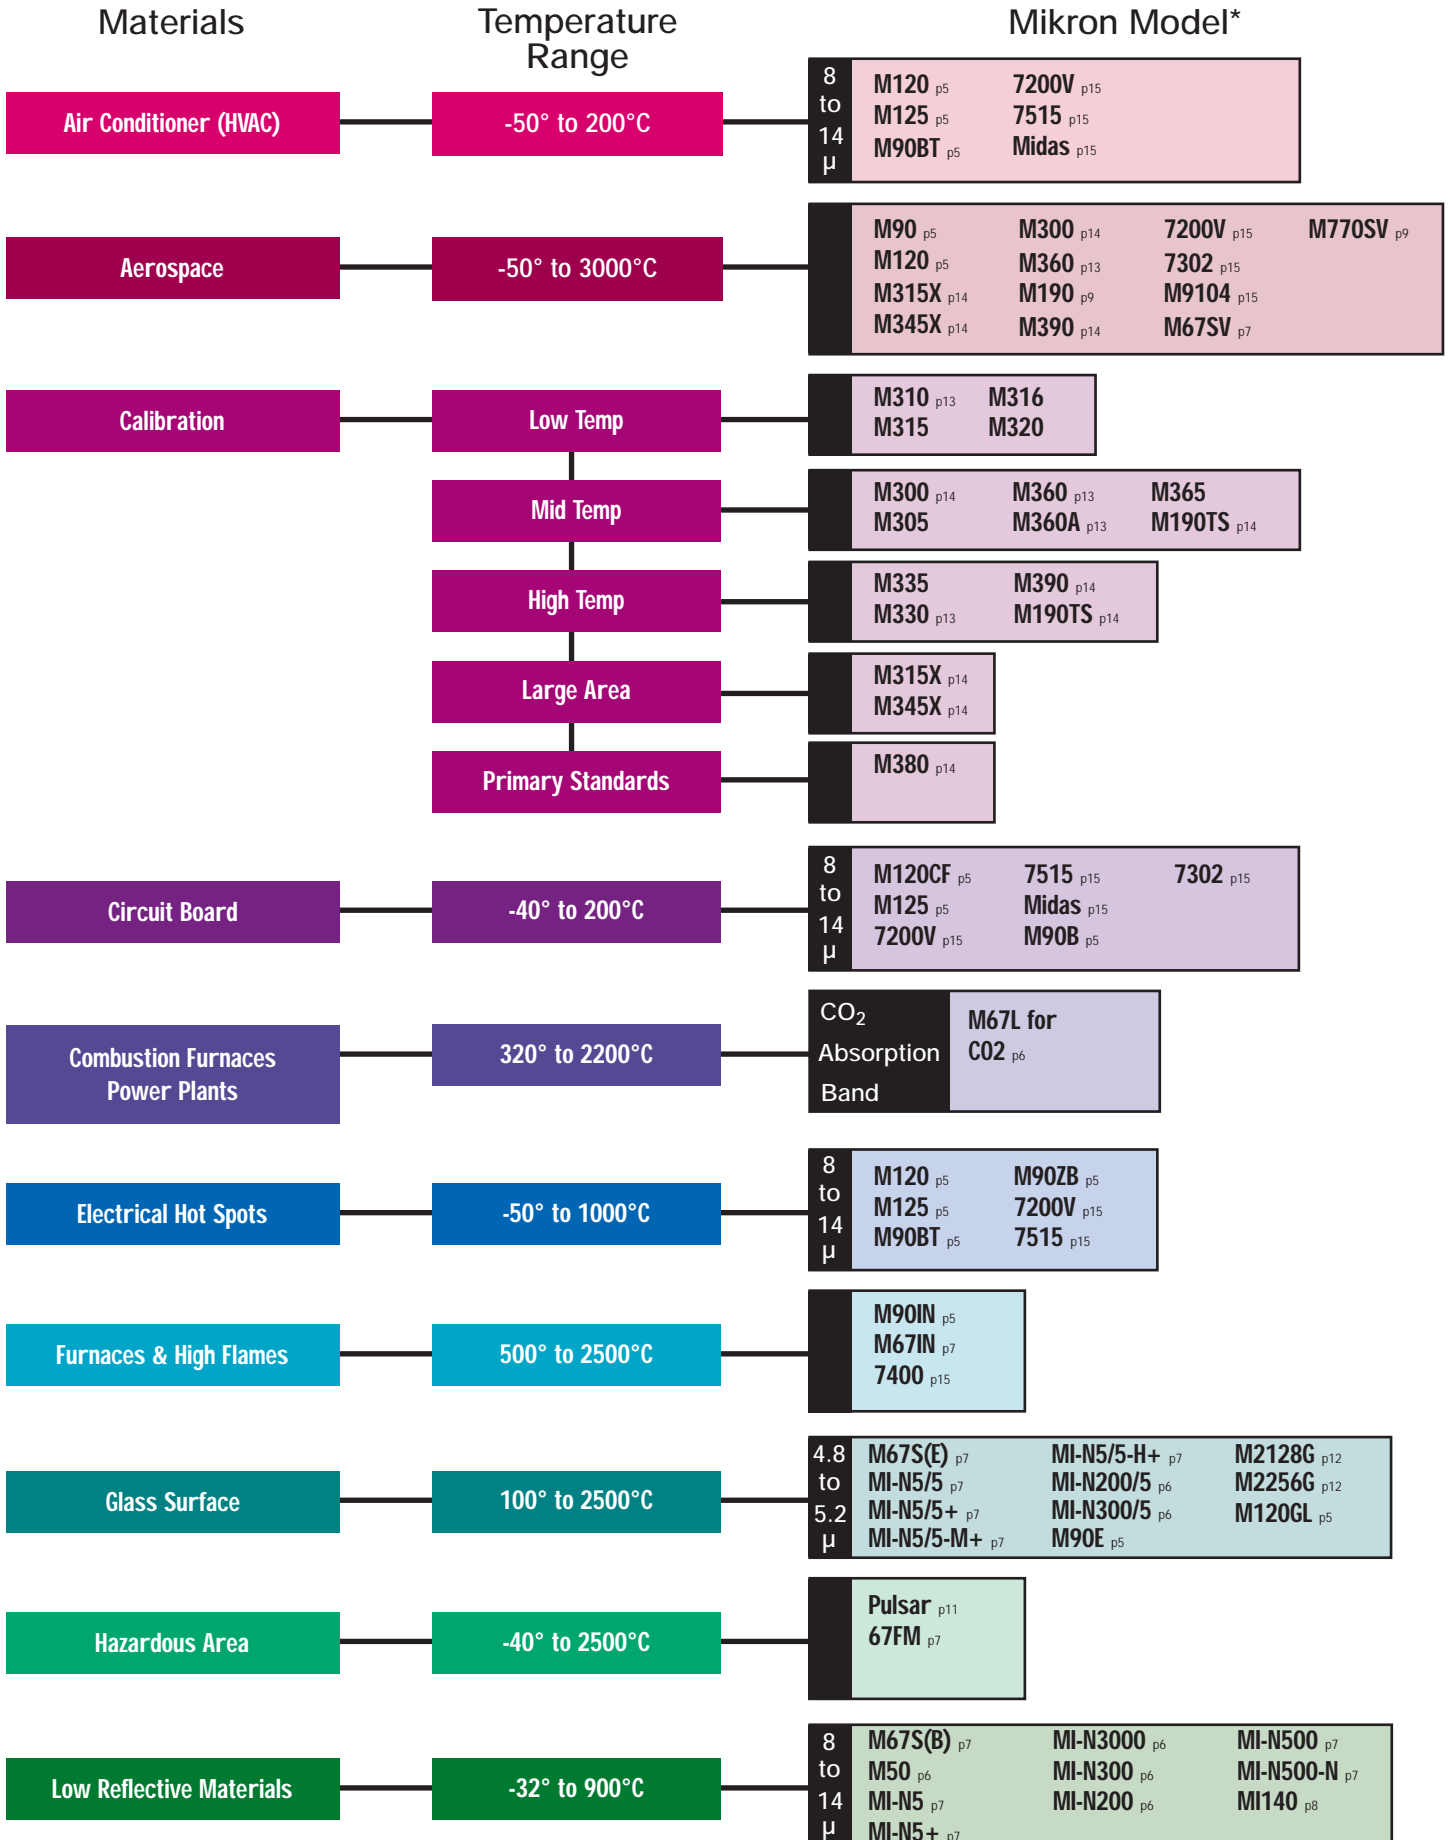 Materials
Temperature
Range
Mikron Model*
Air Conditioner (HVAC)
-50° to 200°C
8
to
14
µ
M120 p5 7200V p15
M125 p5 7515 p15
M90BT p5 Midas p15
Aerospace
-50° to 3000°C
M90 p5 M300 p14 7200V p15 M770SV p9
M120 p5 M360 p13 7302 p15
M315X p14 M190 p9 M9104 p15
M345X p14 M390 p14 M67SV p7
Calibration
Low Temp
M310 p13 M316
M315 M320
Mid Temp
M300 p14 M360 p13 M365
M305 M360A p13 M190TS p14
High Temp
M335 M390 p14
M330 p13 M190TS p14
Large Area
M315X p14
M345X p14
Primary Standards
M380 p14
Circuit Board
-40° to 200°C
8
to
14
µ
M120CF p5 7515 p15 7302 p15
M125 p5 Midas p15
7200V p15 M90B p5
Combustion Furnaces
Power Plants
320° to 2200°C
CO2
Absorption
Band
M67L for
CO2 p6
Electrical Hot Spots
-50° to 1000°C
8
to
14
µ
M120 p5 M90ZB p5
M125 p5 7200V p15
M90BT p5 7515 p15
Furnaces & High Flames
500° to 2500°C
M90IN p5
M67IN p7
7400 p15
Glass Surface
100° to 2500°C
4.8
to
5.2
µ
M67S(E) p7 MI-N5/5-H+ p7 M2128G p12
MI-N5/5 p7 MI-N200/5 p6 M2256G p12
MI-N5/5+ p7 MI-N300/5 p6 M120GL p5
MI-N5/5-M+ p7 M90E p5
Hazardous Area
-40° to 2500°C
Pulsar p11
67FM p7
Low Reflective Materials
-32° to 900°C
8
to
14
µ
M67S(B) p7 MI-N3000 p6 MI-N500 p7
M50 p6 MI-N300 p6 MI-N500-N p7
MI-N5 p7 MI-N200 p6 MI140 p8
MI-N5+ p7